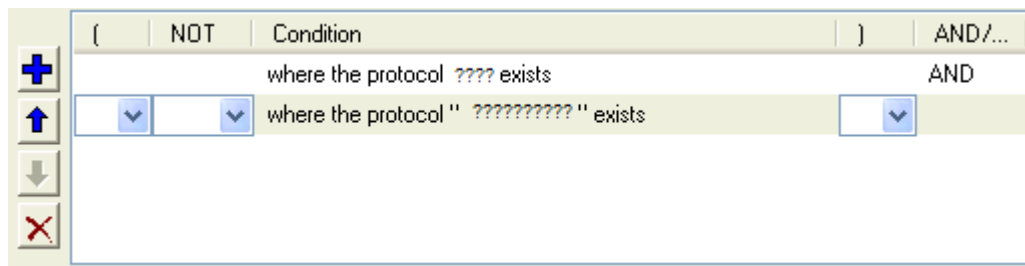 ( NOT Condition ) AND/...
where the protocol ???? exists AND
where the protocol " ?????????? " exists